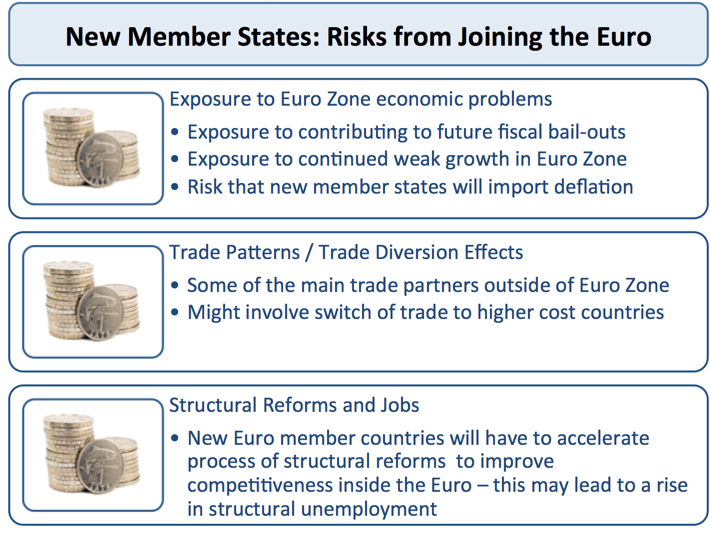 New Member States: Risks from Joining the Euro
Exposure to Euro Zone economic problems
• Exposure to contributing to future fiscal bail-outs
• Exposure to continued weak growth in Euro Zone
• Risk that new member states will import deflation
Trade Patterns / Trade Diversion Effects
• Some of the main trade partners outside of Euro Zone
• Might involve switch of trade to higher cost countries
Structural Reforms and Jobs
• New Euro member countries will have to accelerate
process of structural reforms to improve
competitiveness inside the Euro – this may lead to a rise
in structural unemployment